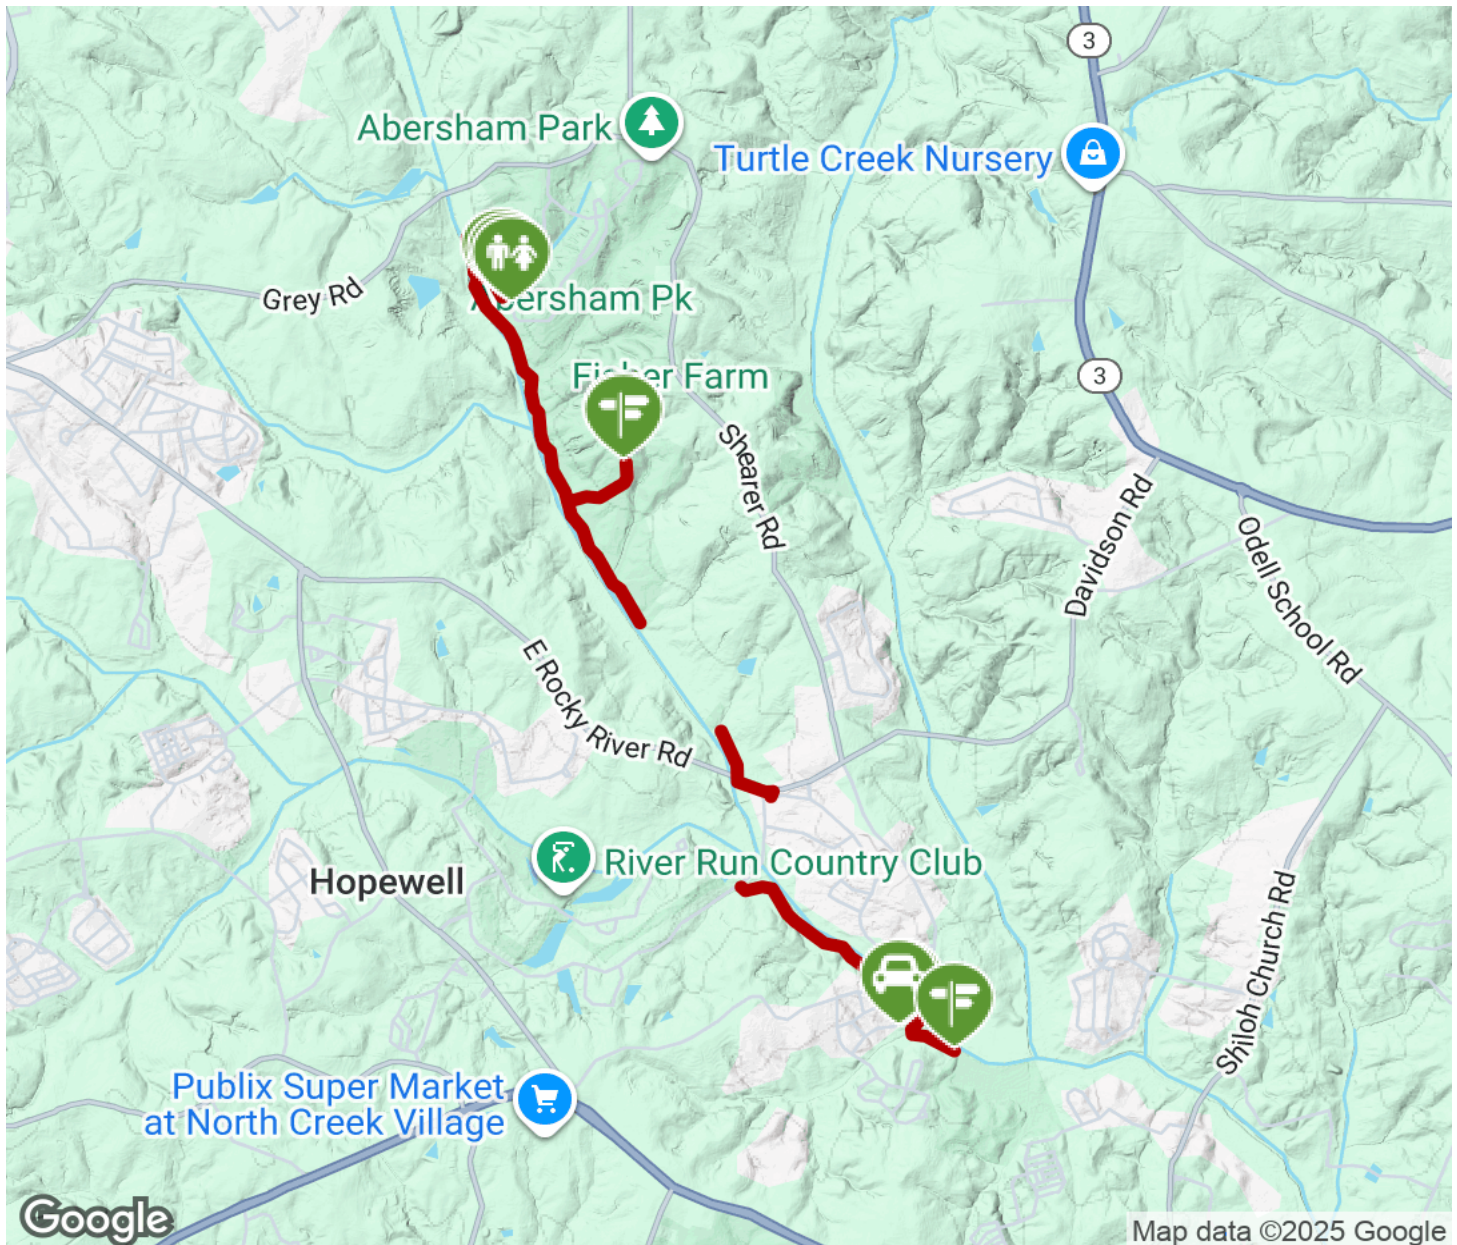 3
Abersham Park
Turtle Creek Nursery
Grey Rd
Abersham Pk
Fisher Farm
3
Shearer Rd
Davidson Rd
Odell School Rd
E Rocky River Rd
River Run Country Club
Hopewell
Shiloh Church Rd
Publix Super Market
at North Creek Village
Google
Map data ©2025 Google